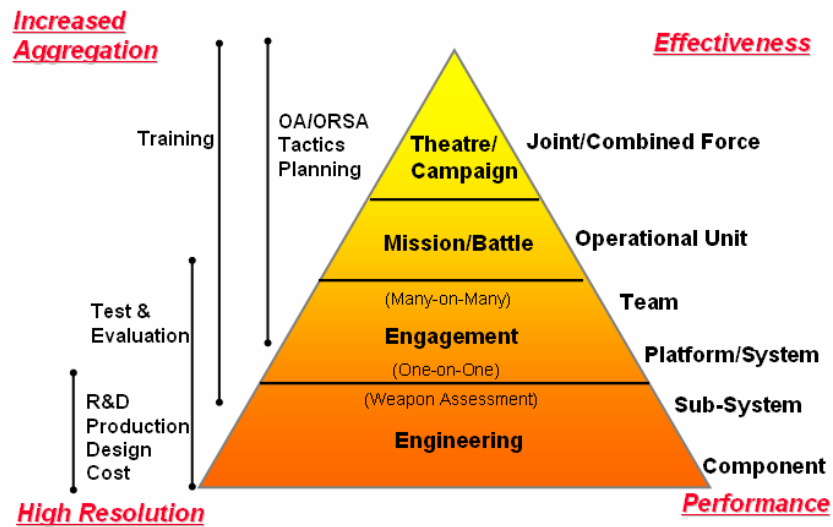 Increased
Aggregation
Effectiveness
Training
OA/ORSA
Tactics
Planning
Theatre/
Campaign
Joint/Combined Force
Mission/Battle
Operational Unit
Test &
Evaluation
(Many-on-Many)
Team
Engagement
Platform/System
(One-on-One)
R&D
Production
Design
Cost
(Weapon Assessment)
Sub-System
Engineering
Component
High Resolution
Performance